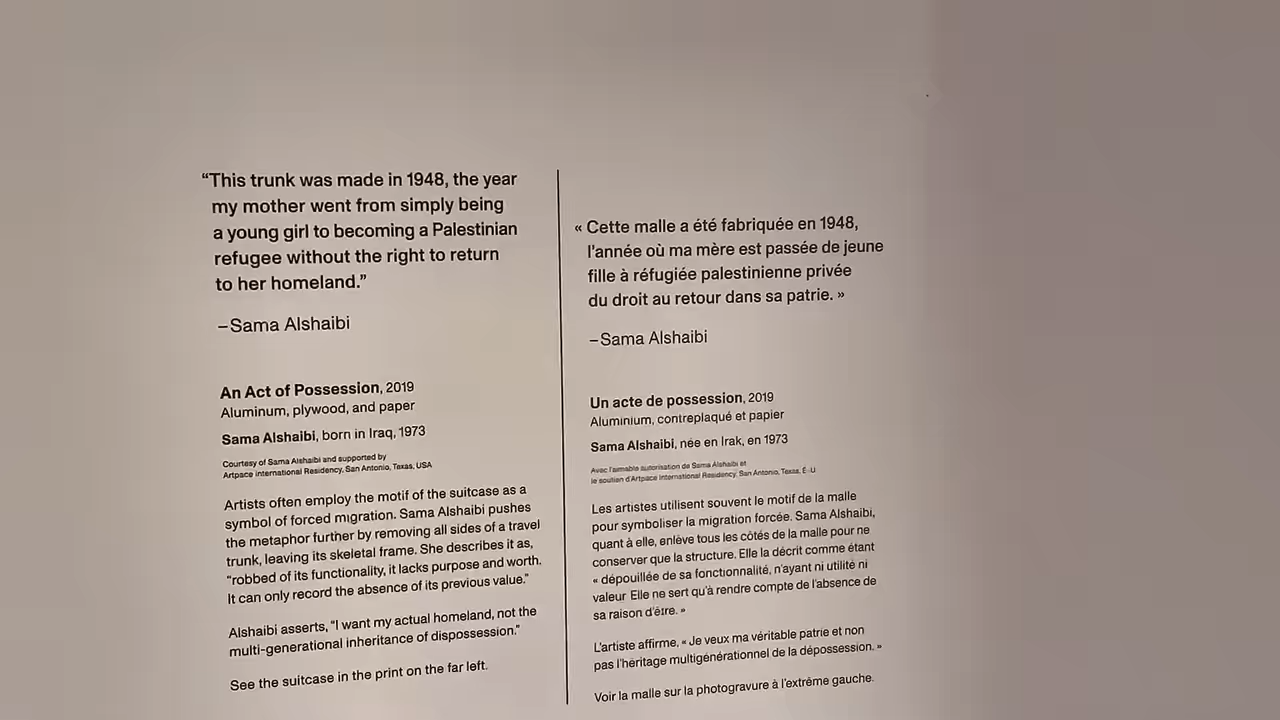 “This trunk was made in 1948, the year
my mother went from simply being
a young girl to becoming a Palestinian
refugee without the right to return
to her homeland.”
–Sama Alshaibi
An Act of Possession, 2019
Aluminum, plywood, and paper
Sama Alshaibi, born in Iraq, 1973
Courtesy of Sama Alshaibi and supported by
Artpace International Residency, San Antonio, Texas, USA
Artists often employ the motif of the suitcase as a
symbol of forced migration. Sama Alshaibi pushes
the metaphor further by removing all sides of a travel
trunk, leaving its skeletal frame. She describes it as,
“robbed of its functionality, it lacks purpose and worth.
It can only record the absence of its previous value.”
Alshaibi asserts, “I want my actual homeland, not the
multi-generational inheritance of dispossession.”
See the suitcase in the print on the far left.
« Cette malle a été fabriquée en 1948,
l’année où ma mère est passée de jeune
fille à réfugiée palestinienne privée
du droit au retour dans sa patrie. »
–Sama Alshaibi
Un acte de possession, 2019
Aluminium, contreplaqué et papier
Sama Alshaibi, née en Irak, en 1973
Avec l’aimable autorisation de Sama Alshaibi et
le soutien d’Artpace International Residency, San Antonio, Texas, É.-U
Les artistes utilisent souvent le motif de la malle
pour symboliser la migration forcée. Sama Alshaibi,
quant à elle, enlève tous les côtés de la malle pour ne
conserver que la structure. Elle la décrit comme étant
« dépouillée de sa fonctionnalité, n’ayant ni utilité ni
valeur. Elle ne sert qu’à rendre compte de l’absence de
sa raison d’être. »
L’artiste affirme, « Je veux ma véritable patrie et non
pas l’héritage multigénérationnel de la dépossession. »
Voir la malle sur la photogravure à l’extrême gauche.